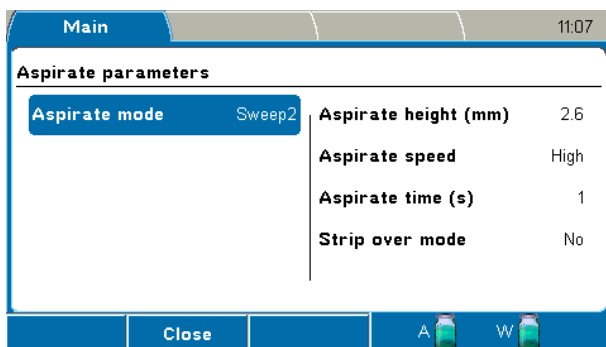 Main 11:07
Aspirate parameters
Aspirate mode Sweep2 Aspirate height (mm) 2.6
Aspirate speed High
Aspirate time (s) 1
Strip over mode No
Close A W